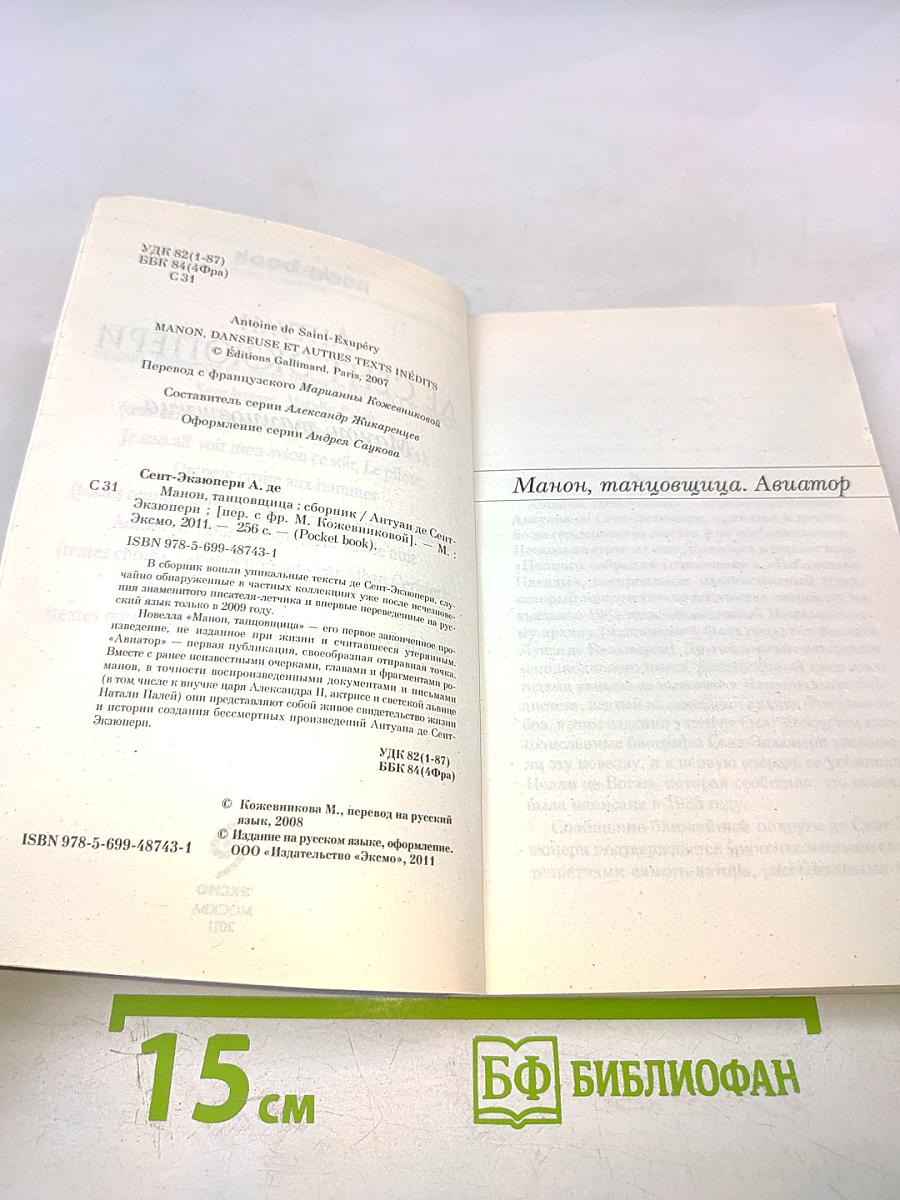 УДК 82(1-87)
ББК 84(4Фра)
С 31
Antoine de Saint-Exupéry
MANON, DANSEUSE ET AUTRES TEXTS INÉDITS
© Éditions Gallimard, Paris, 2007
Перевод с французского Марианны Кожевниковой
Составитель серии Александр Жикаренцев
Оформление серии Андрея Саукова
Сент-Экзюпери А. де
С 31 Манон, танцовщица : сборник / Антуан де Сент-
Экзюпери ; [пер. с фр. М. Кожевниковой]. — М. :
Эксмо, 2011. — 256 с. — (Pocket book).
ISBN 978-5-699-48743-1
В сборник вошли уникальные тексты де Сент-Экзюпери, слу-
чайно обнаруженные в частных коллекциях уже после исчезнове-
ния знаменитого писателя-летчика и впервые переведенные на рус-
ский язык только в 2009 году.
Новелла «Манон, танцовщица» — его первое законченное про-
изведение, не изданное при жизни и считавшееся утерянным.
«Авиатор» — первая публикация, своеобразная отправная точка.
Вместе с ранее неизвестными очерками, главами и фрагментами ро-
манов, в точности воспроизведенными документами и письмами
(в том числе к внучке царя Александра II, актрисе и светской львице
Натали Палей) они представляют собой живое свидетельство жизни
и истории создания бессмертных произведений Антуана де Сент-
Экзюпери.
УДК 82(1-87)
ББК 84(4Фра)
© Кожевникова М., перевод на русский
язык, 2008
© Издание на русском языке, оформление.
ООО «Издательство «Эксмо», 2011
ISBN 978-5-699-48743-1
Манон, танцовщица. Авиатор
15 см
БФ БИБЛИОФАН